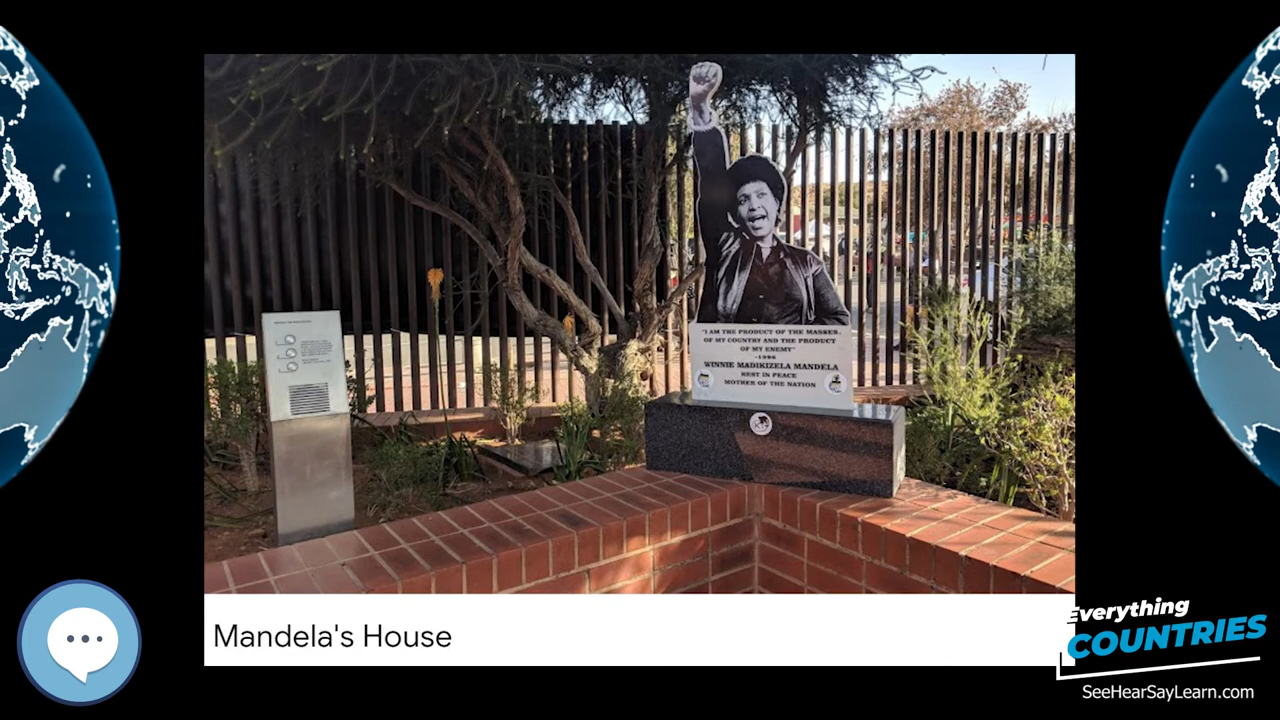 "I AM THE PRODUCT OF THE MASSES,
OF MY COUNTRY AND THE PRODUCT
OF MY ENEMY"
-1996
WINNIE MADIKIZELA MANDELA
REST IN PEACE
MOTHER OF THE NATION
Mandela's House
Everything
COUNTRIES
SeeHearSayLearn.com